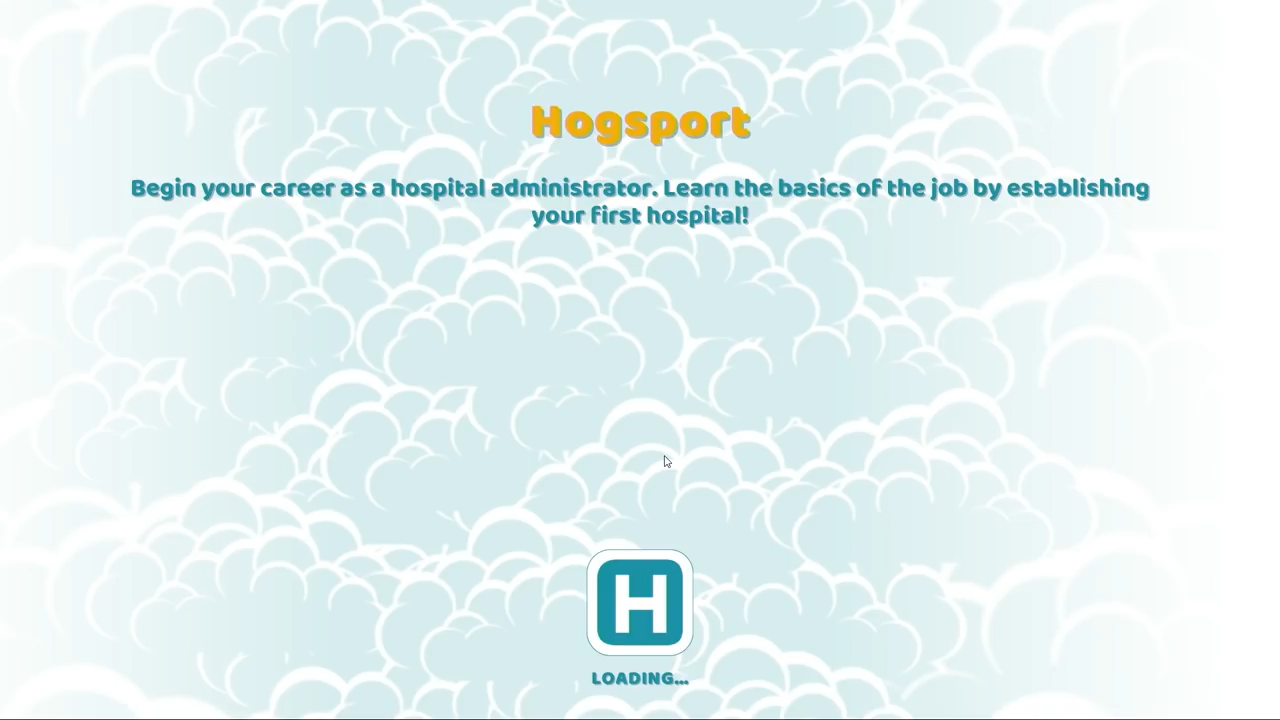 Hogsport
Begin your career as a hospital administrator. Learn the basics of the job by establishing
your first hospital!
H
LOADING...